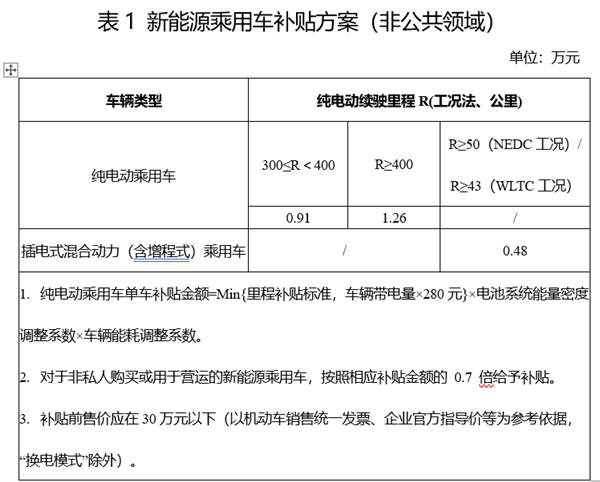 表 1 新能源乘用车补贴方案（非公共领域）
单位：万元
车辆类型
纯电动续驶里程 R(工况法、公里)
纯电动乘用车
300≤R＜400
R≥400
R≥50（NEDC 工况）/
R≥43（WLTC 工况）
0.91
1.26
/
插电式混合动力（含增程式）乘用车
/
0.48
1. 纯电动乘用车单车补贴金额=Min{里程补贴标准，车辆带电量×280 元}×电池系统能量密度
调整系数×车辆能耗调整系数。
2. 对于非私人购买或用于营运的新能源乘用车，按照相应补贴金额的 0.7 倍给予补贴。
3. 补贴前售价应在 30 万元以下（以机动车销售统一发票、企业官方指导价等为参考依据，
“换电模式”除外）。